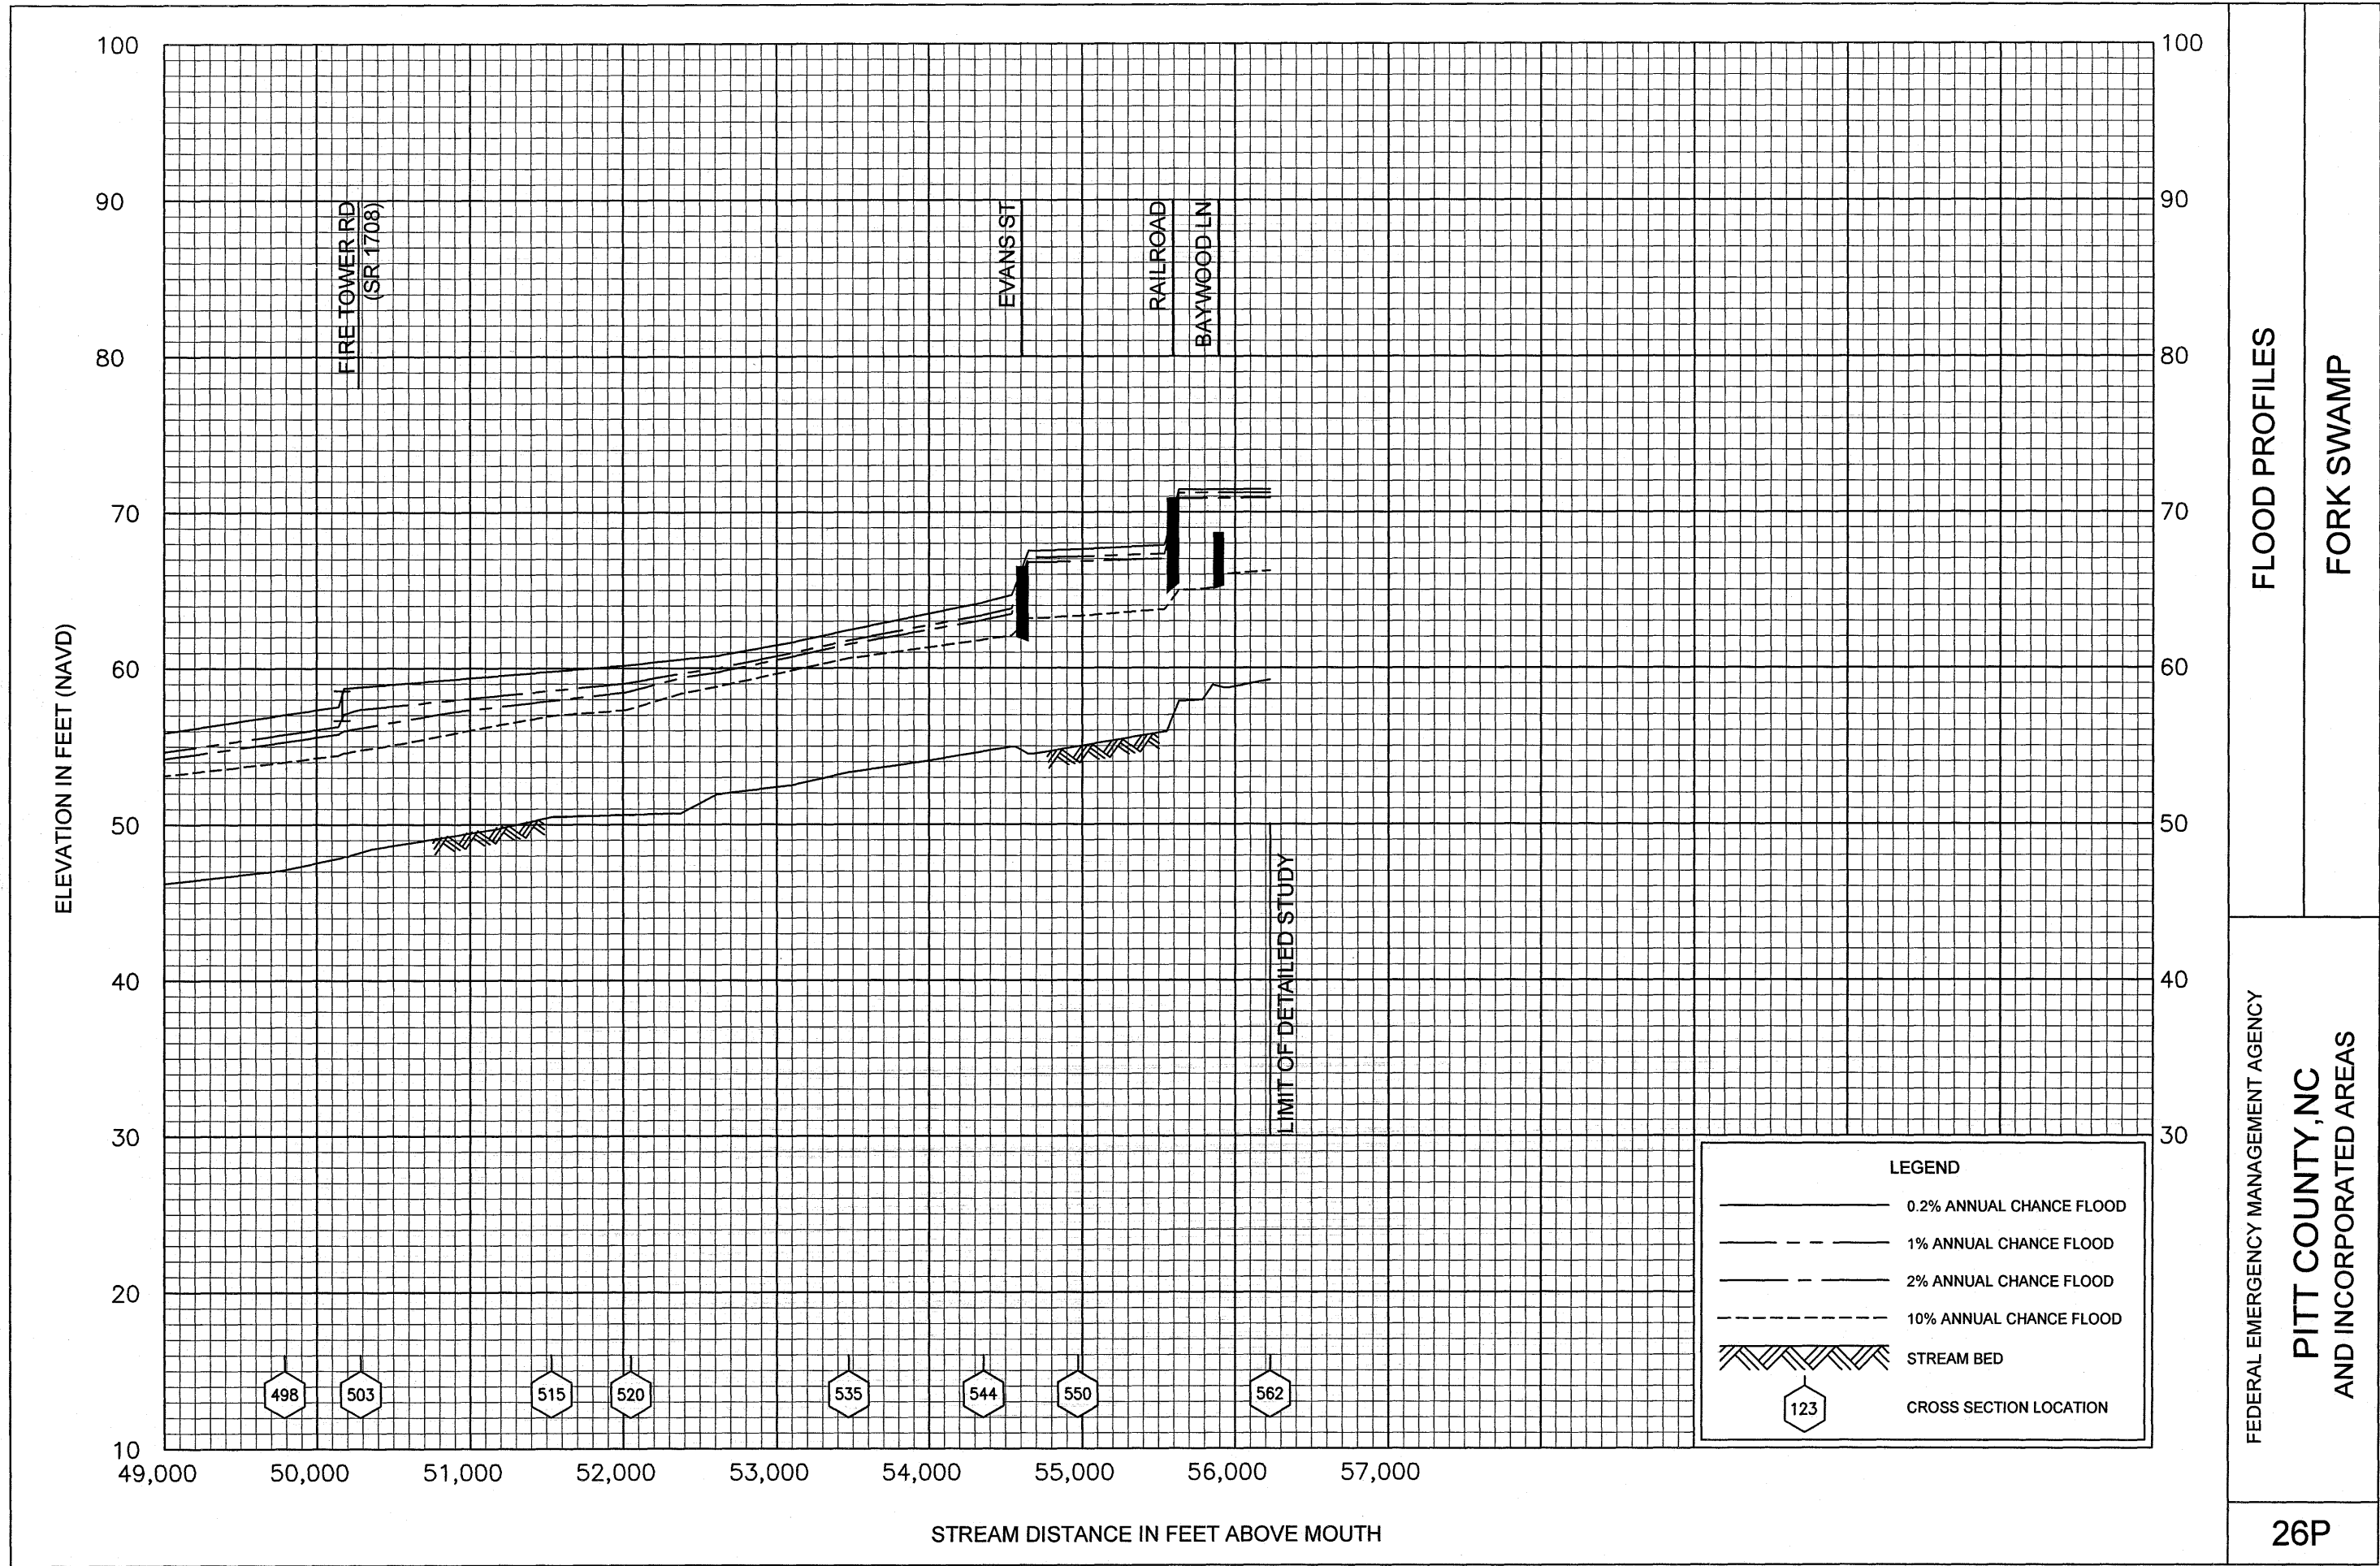 100
90
80
70
60
50
40
30
20
10
ELEVATION IN FEET (NAVD)
FIRE TOWER RD
(SR 1708)
EVANS ST
RAILROAD
BAYWOOD LN
LIMIT OF DETAILED STUDY
498
503
515
520
535
544
550
562
49,000
50,000
51,000
52,000
53,000
54,000
55,000
56,000
57,000
STREAM DISTANCE IN FEET ABOVE MOUTH
100
90
80
70
60
50
40
30
LEGEND
0.2% ANNUAL CHANCE FLOOD
1% ANNUAL CHANCE FLOOD
2% ANNUAL CHANCE FLOOD
10% ANNUAL CHANCE FLOOD
STREAM BED
123
CROSS SECTION LOCATION
FLOOD PROFILES
FORK SWAMP
FEDERAL EMERGENCY MANAGEMENT AGENCY
PITT COUNTY, NC
AND INCORPORATED AREAS
26P